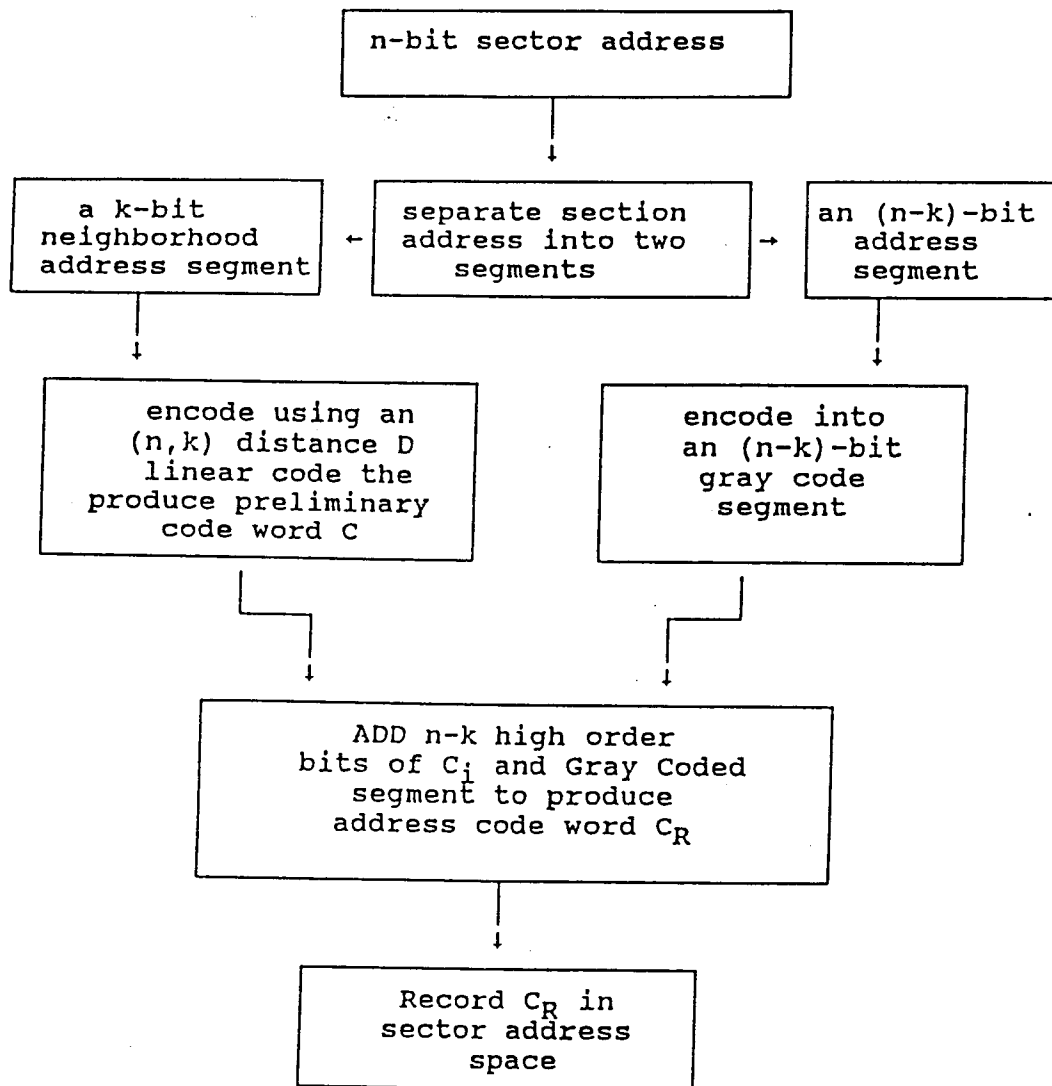 n-bit sector address
a k-bit
neighborhood
address segment
←
separate section
address into two
segments
→
an (n-k)-bit
address
segment
encode using an
(n,k) distance D
linear code the
produce preliminary
code word C
encode into
an (n-k)-bit
gray code
segment
ADD n-k high order
bits of Ci and Gray Coded
segment to produce
address code word CR
Record CR in
sector address
space